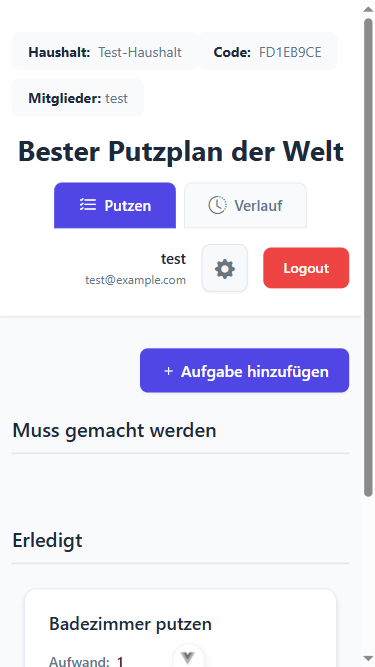 Haushalt: Test-Haushalt Code: FD1EB9CE
Mitglieder: test
Bester Putzplan der Welt
Putzen Verlauf
test
test@example.com
Logout
+ Aufgabe hinzufügen
Muss gemacht werden
Erledigt
Badezimmer putzen
Aufwand: 1